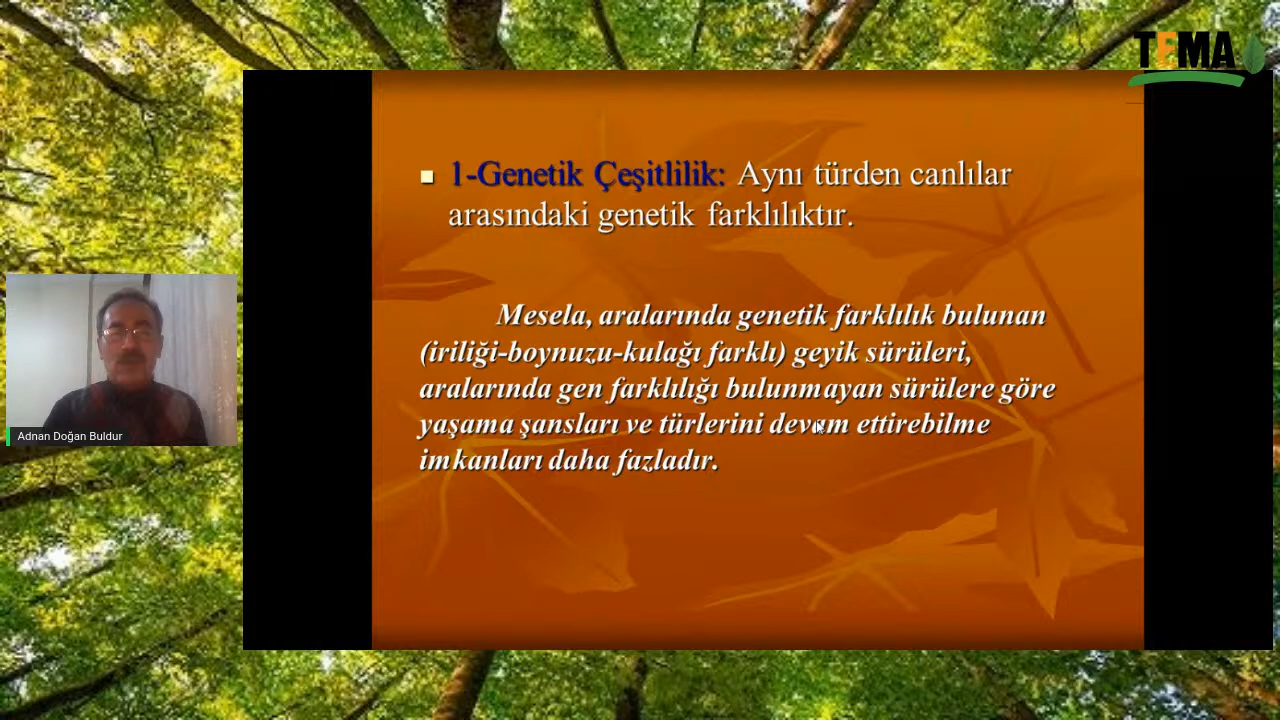 TEMA
1-Genetik Çeşitlilik: Aynı türden canlılar
arasındaki genetik farklılıktır.
Mesela, aralarında genetik farklılık bulunan
(iriliği-boynuzu-kulağı farklı) geyik sürüleri,
aralarında gen farklılığı bulunmayan sürülere göre
yaşama şansları ve türlerini devam ettirebilme
imkanları daha fazladır.
Adnan Doğan Buldur